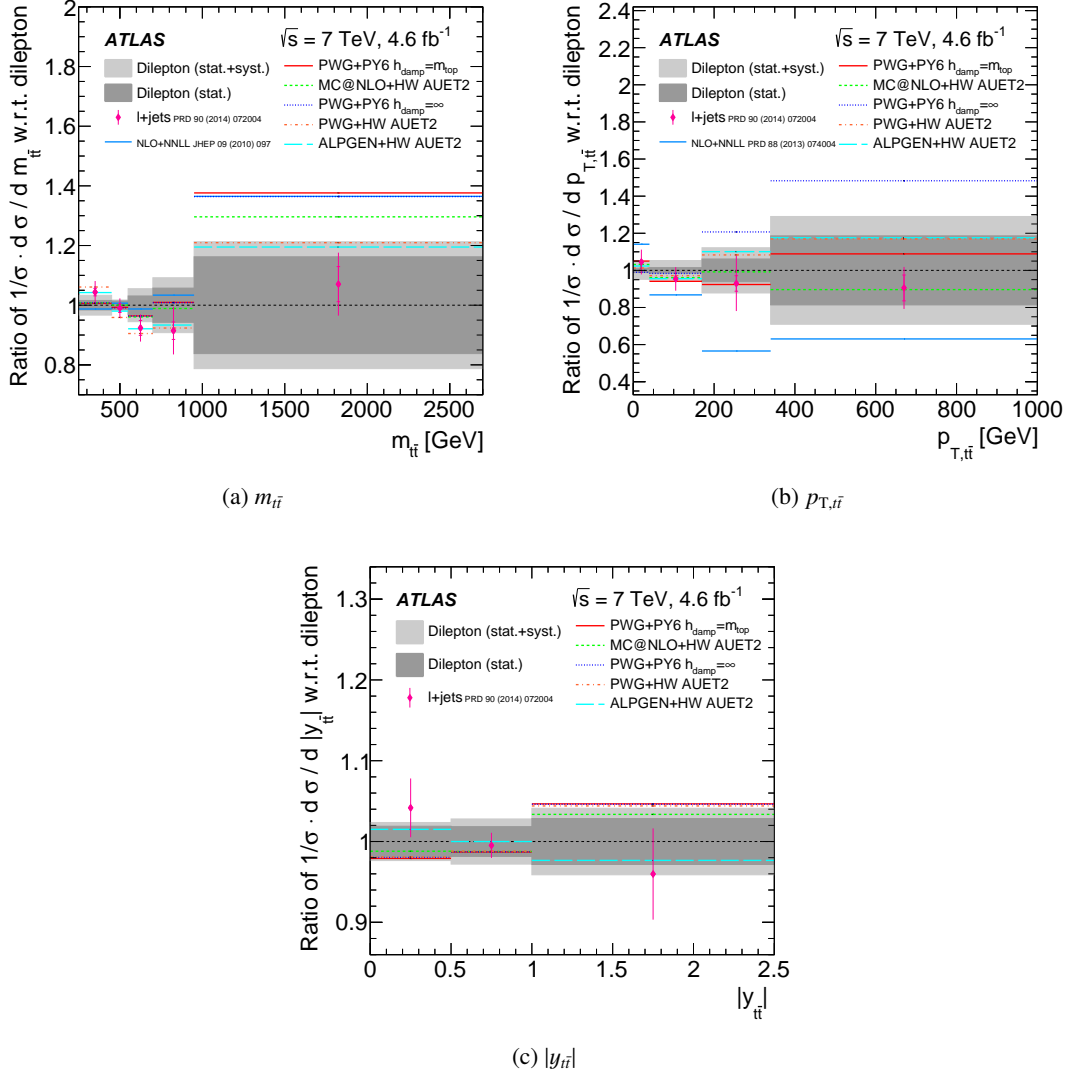 Ratio of 1/σ · d σ / d m_tt̄ w.r.t. dilepton
2
1.8
1.6
1.4
1.2
1
0.8
ATLAS
√s = 7 TeV, 4.6 fb⁻¹
Dilepton (stat.+syst.)
Dilepton (stat.)
l+jets PRD 90 (2014) 072004
NLO+NNLL JHEP 09 (2010) 097
PWG+PY6 h_damp=m_top
MC@NLO+HW AUET2
PWG+PY6 h_damp=∞
PWG+HW AUET2
ALPGEN+HW AUET2
500 1000 1500 2000 2500
m_tt̄ [GeV]
(a) m_tt̄
Ratio of 1/σ · d σ / d p_T,tt̄ w.r.t. dilepton
2.4
2.2
2
1.8
1.6
1.4
1.2
1
0.8
0.6
0.4
ATLAS
√s = 7 TeV, 4.6 fb⁻¹
Dilepton (stat.+syst.)
Dilepton (stat.)
l+jets PRD 90 (2014) 072004
NLO+NNLL PRD 88 (2013) 074004
PWG+PY6 h_damp=m_top
MC@NLO+HW AUET2
PWG+PY6 h_damp=∞
PWG+HW AUET2
ALPGEN+HW AUET2
0 200 400 600 800 1000
p_T,tt̄ [GeV]
(b) p_T,tt̄
Ratio of 1/σ · d σ / d |y_tt̄| w.r.t. dilepton
1.3
1.2
1.1
1
0.9
ATLAS
√s = 7 TeV, 4.6 fb⁻¹
Dilepton (stat.+syst.)
Dilepton (stat.)
l+jets PRD 90 (2014) 072004
PWG+PY6 h_damp=m_top
MC@NLO+HW AUET2
PWG+PY6 h_damp=∞
PWG+HW AUET2
ALPGEN+HW AUET2
0 0.5 1 1.5 2 2.5
|y_tt̄|
(c) |y_tt̄|